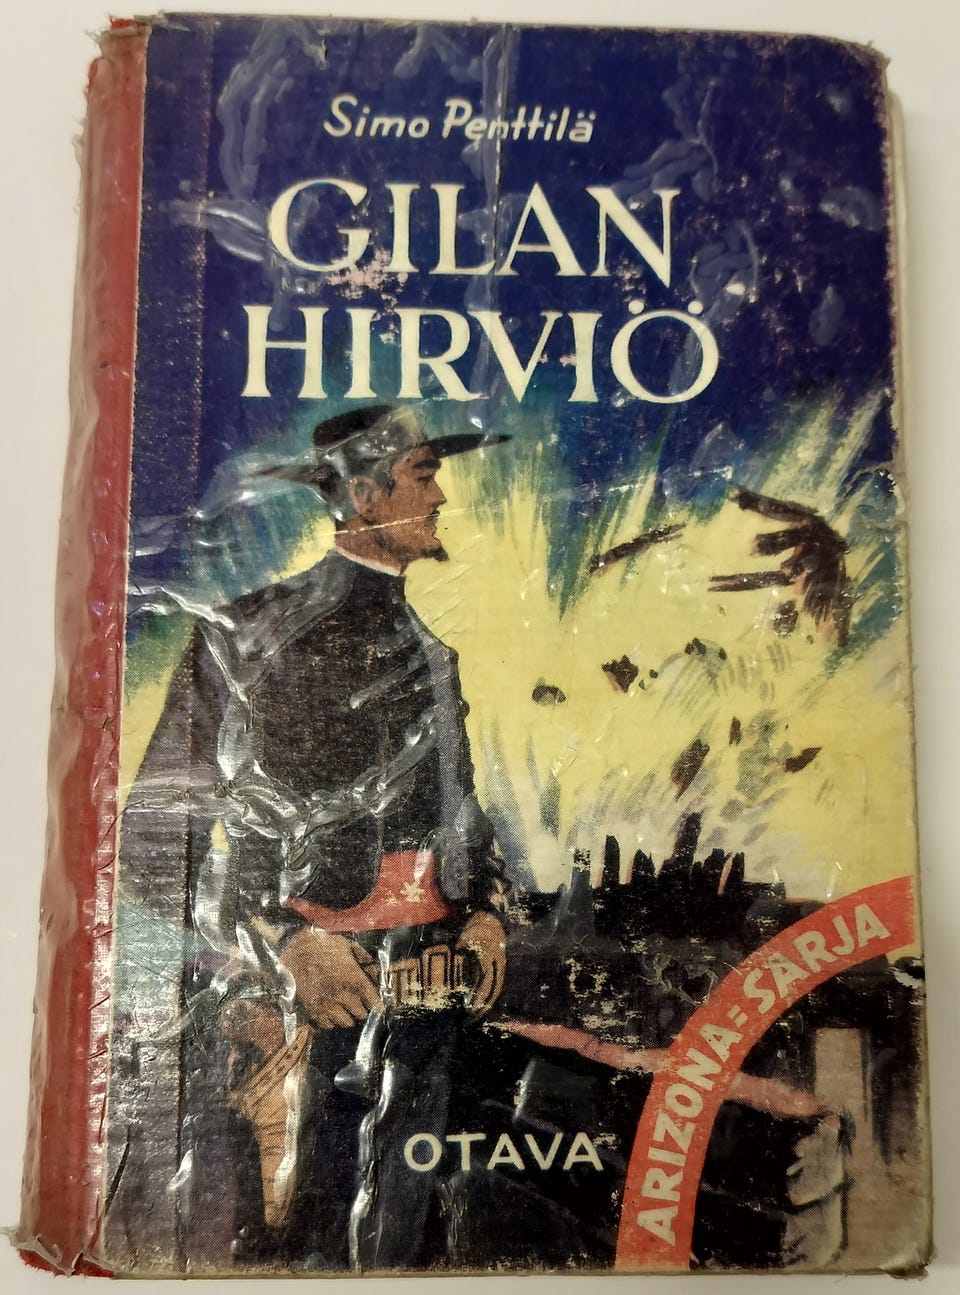 Simo Penttilä
GILAN
HIRVIÖ
ARIZONA=SARJA
OTAVA